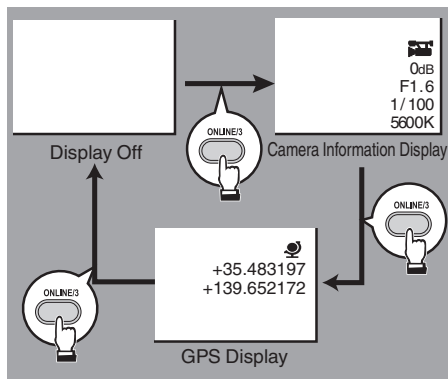 0dB
F1.6
1/100
5600K
Display Off
ONLINE/3
Camera Information Display
ONLINE/3
+35.483197
+139.652172
ONLINE/3
GPS Display